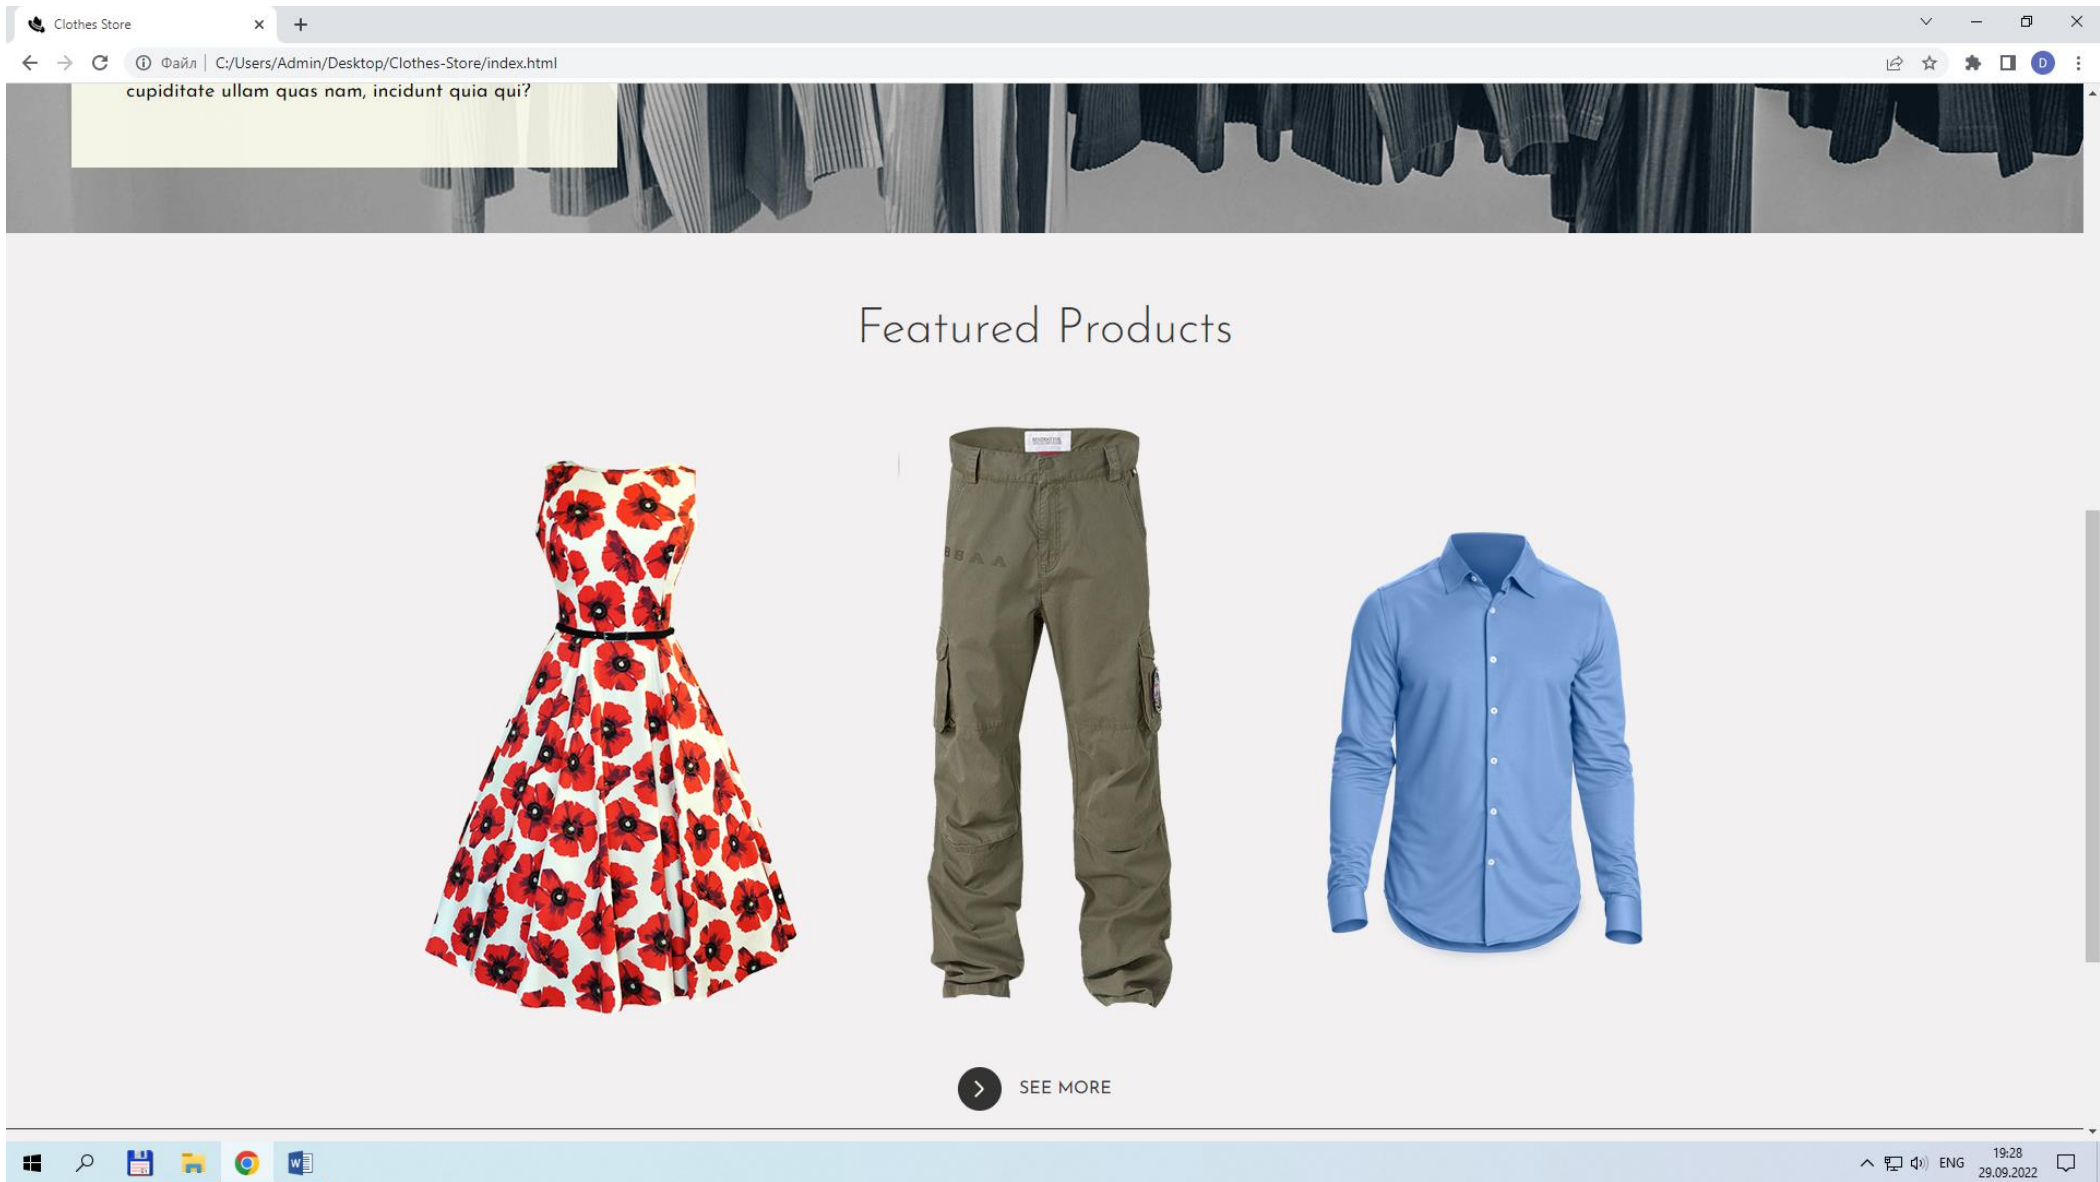 Clothes Store
Файл
C:/Users/Admin/Desktop/Clothes-Store/index.html
D
cupiditate ullam quas nam, incidunt quia qui?
Featured Products
SEE MORE
W
ENG
19:28
29.09.2022